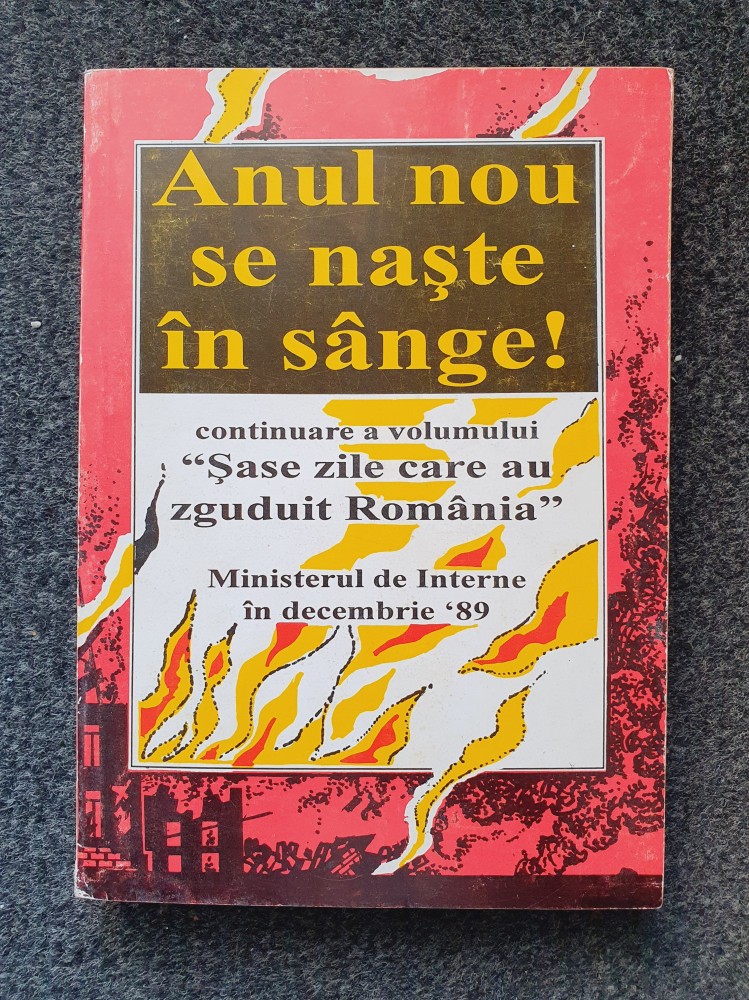 Anul nou
se naşte
în sânge!
continuare a volumului
“Şase zile care au
zguduit România”
Ministerul de Interne
în decembrie ‘89